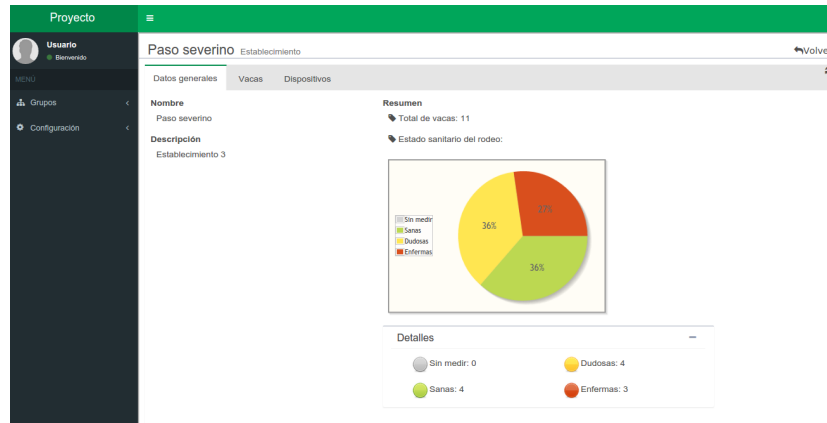 Proyecto
Usuario
Bienvenido
MENÚ
Grupos
Configuración
Paso severino Establecimiento
Volve
Datos generales Vacas Dispositivos
Nombre
Paso severino
Descripción
Establecimiento 3
Resumen
Total de vacas: 11
Estado sanitario del rodeo:
Sin medir
Sanas
Dudosas
Enfermas
36%
27%
36%
Detalles
Sin medir: 0
Dudosas: 4
Sanas: 4
Enfermas: 3